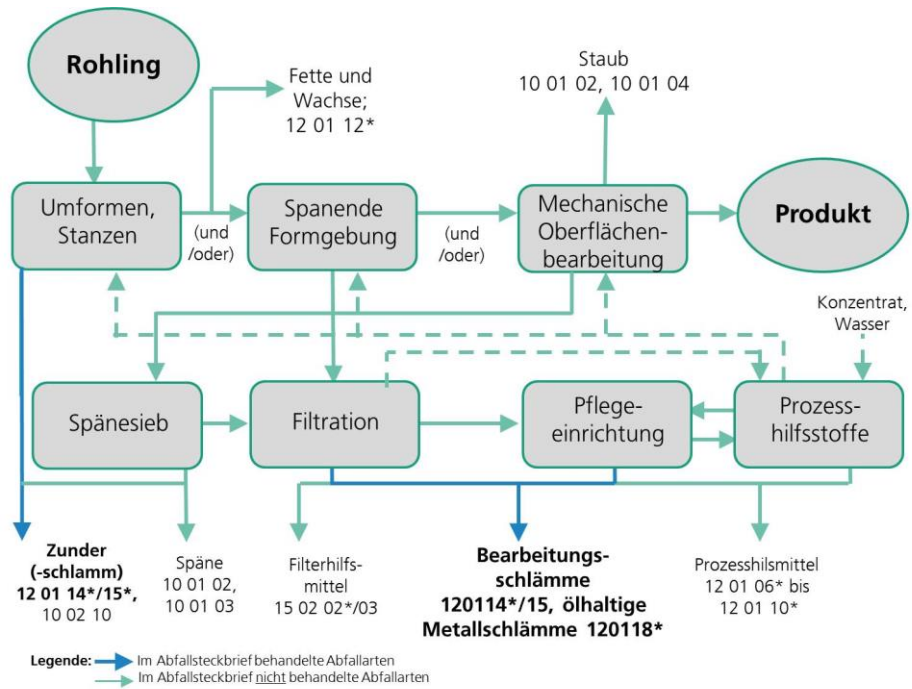 Rohling
Fette und
Wachse;
12 01 12*
Staub
10 01 02, 10 01 04
Umformen,
Stanzen
(und
/oder)
Spanende
Formgebung
(und
/oder)
Mechanische
Oberflächen-
bearbeitung
Produkt
Konzentrat,
Wasser
Spänesieb
Filtration
Pflege-
einrichtung
Prozess-
hilfsstoffe
Zunder
(-schlamm)
12 01 14*/15*,
10 02 10
Späne
10 01 02,
10 01 03
Filterhilfs-
mittel
15 02 02*/03
Bearbeitungs-
schlämme
120114*/15, ölhaltige
Metallschlämme 120118*
Prozesshilsmittel
12 01 06* bis
12 01 10*
Legende: Im Abfallsteckbrief behandelte Abfallarten
Im Abfallsteckbrief nicht behandelte Abfallarten